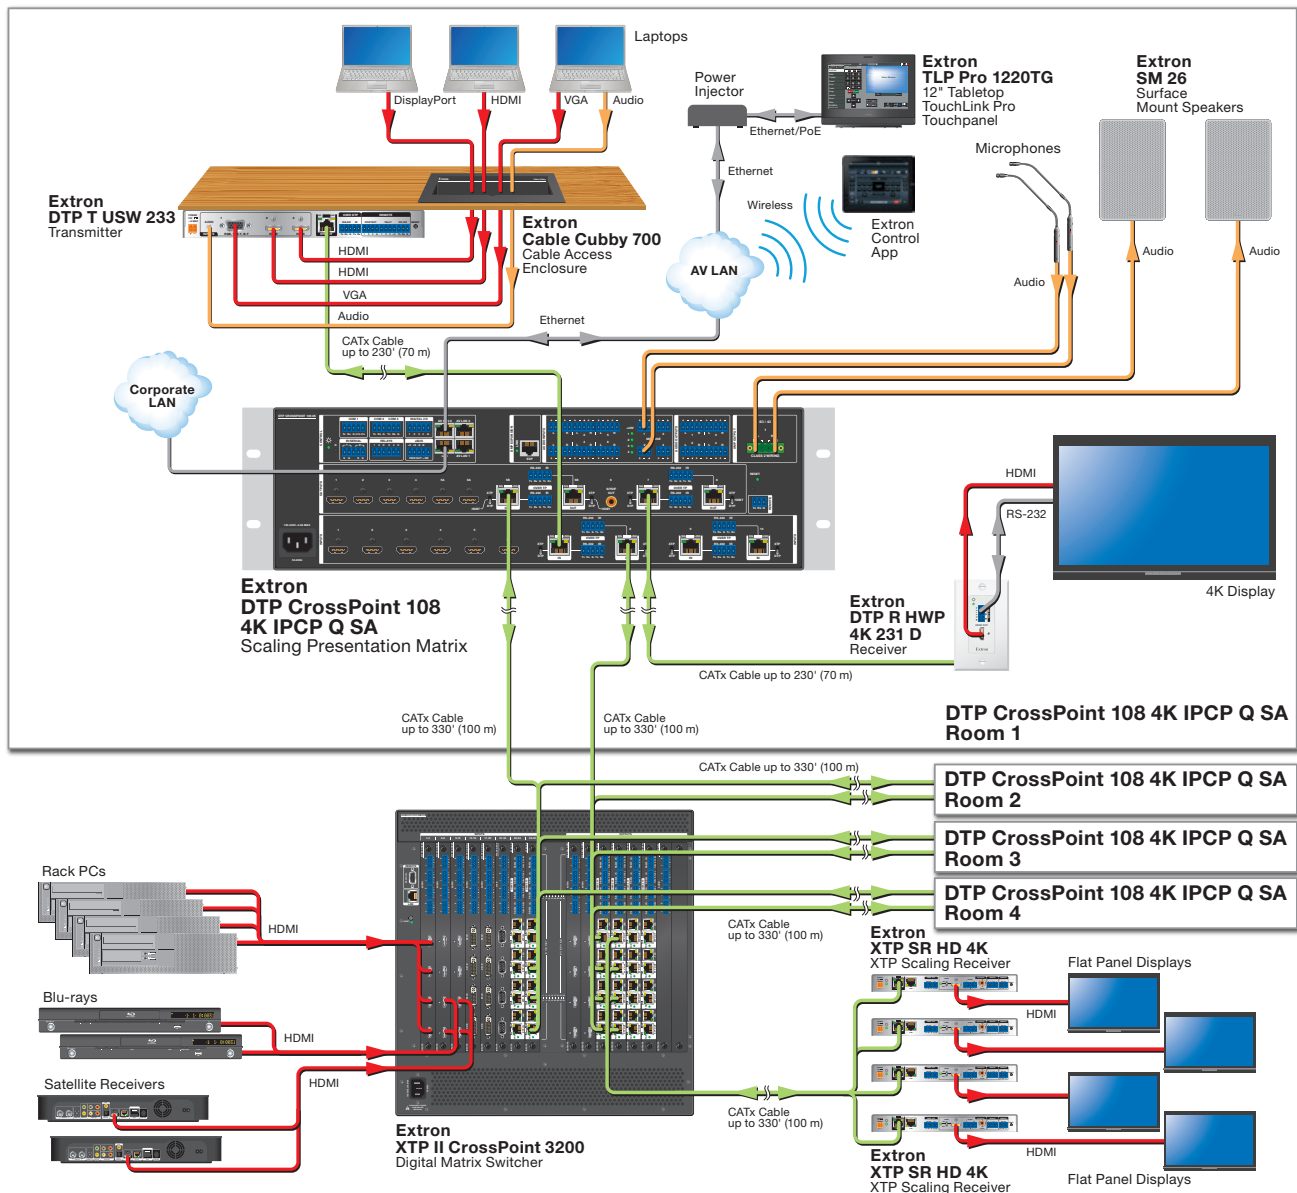 Laptops
DisplayPort
HDMI
VGA
Audio
Power
Injector
Ethernet/PoE
Extron
TLP Pro 1220TG
12" Tabletop
TouchLink Pro
Touchpanel
Extron
SM 26
Surface
Mount Speakers
Microphones
Ethernet
Wireless
Extron
Control
App
Extron
DTP T USW 233
Transmitter
Extron
Cable Cubby 700
Cable Access
Enclosure
HDMI
HDMI
VGA
Audio
AV LAN
Audio
Audio
Audio
Ethernet
CATx Cable
up to 230' (70 m)
Corporate
LAN
HDMI
RS-232
4K Display
Extron
DTP CrossPoint 108
4K IPCP Q SA
Scaling Presentation Matrix
Extron
DTP R HWP
4K 231 D
Receiver
CATx Cable up to 230' (70 m)
CATx Cable
up to 330' (100 m)
CATx Cable
up to 330' (100 m)
DTP CrossPoint 108 4K IPCP Q SA
Room 1
CATx Cable up to 330' (100 m)
DTP CrossPoint 108 4K IPCP Q SA
Room 2
DTP CrossPoint 108 4K IPCP Q SA
Room 3
DTP CrossPoint 108 4K IPCP Q SA
Room 4
Rack PCs
HDMI
Blu-rays
HDMI
Satellite Receivers
HDMI
CATx Cable
up to 330' (100 m)
Extron
XTP SR HD 4K
XTP Scaling Receiver
Flat Panel Displays
HDMI
CATx Cable
up to 330' (100 m)
Extron
XTP II CrossPoint 3200
Digital Matrix Switcher
HDMI
Extron
XTP SR HD 4K
XTP Scaling Receiver
Flat Panel Displays